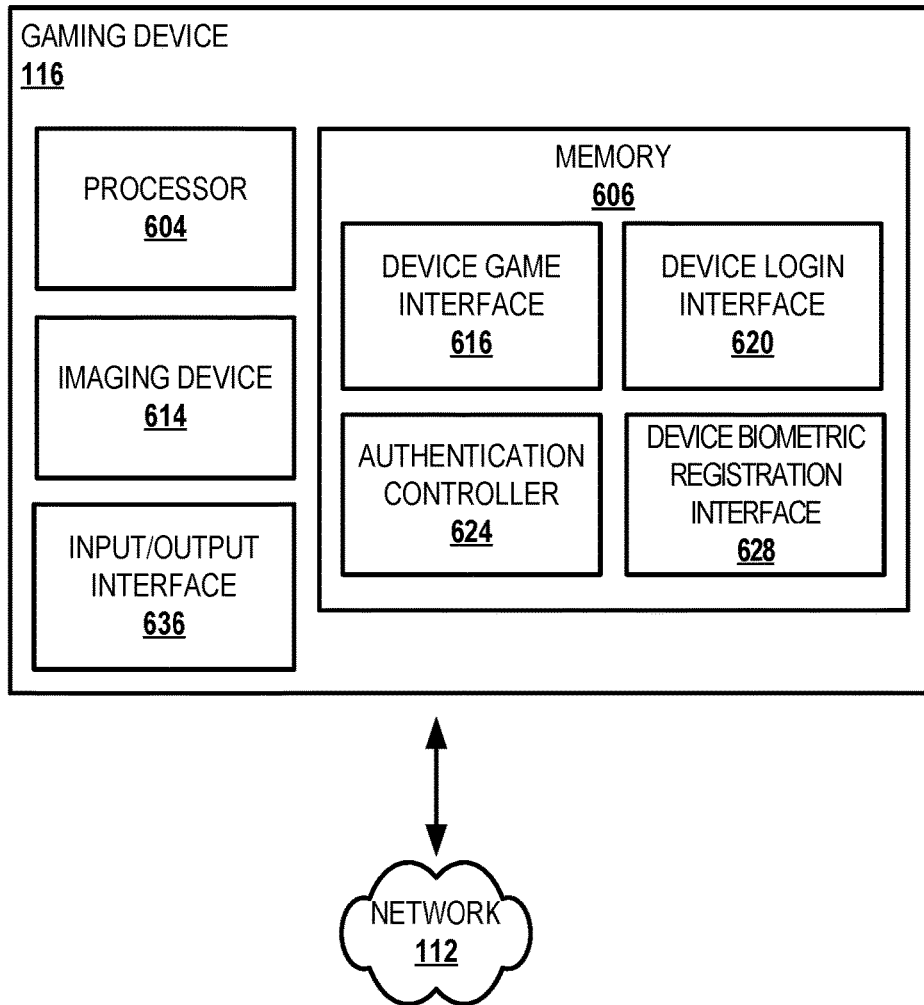 GAMING DEVICE
116
PROCESSOR
604
IMAGING DEVICE
614
INPUT/OUTPUT
INTERFACE
636
MEMORY
606
DEVICE GAME
INTERFACE
616
DEVICE LOGIN
INTERFACE
620
AUTHENTICATION
CONTROLLER
624
DEVICE BIOMETRIC
REGISTRATION
INTERFACE
628
NETWORK
112